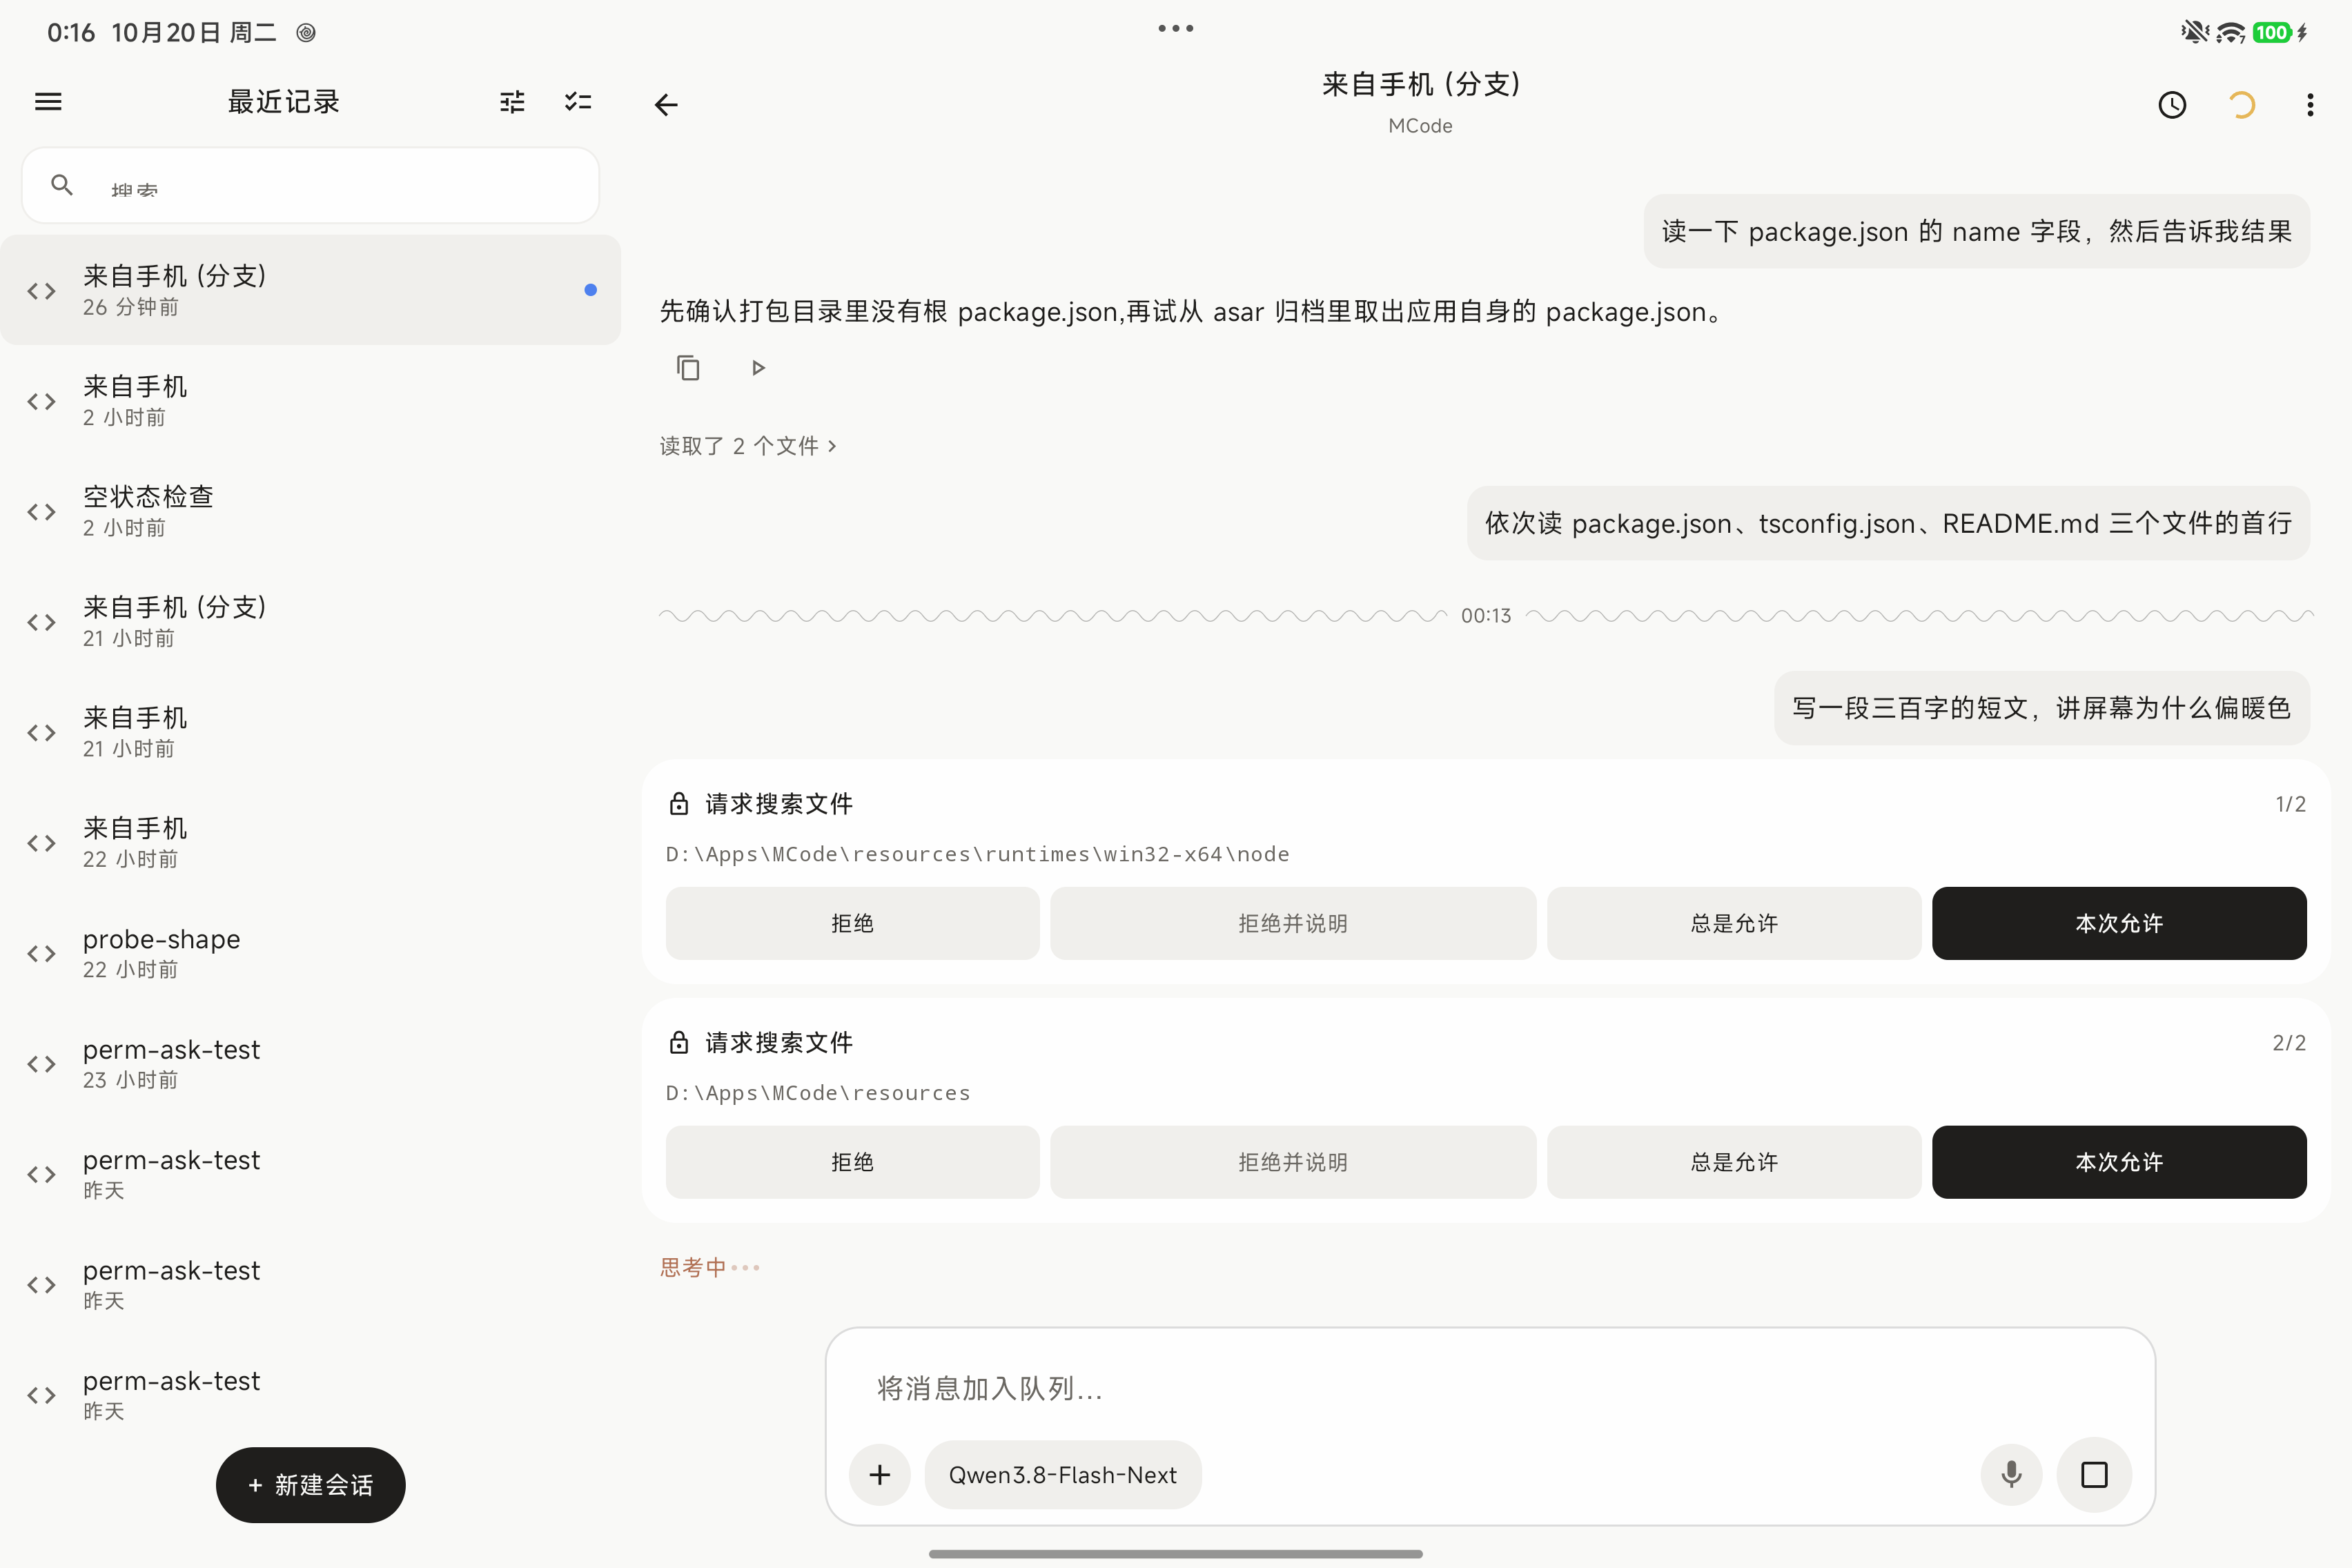 0:16 10月20日 周二
100
最近记录
搜索
来自手机 (分支)
26 分钟前
来自手机
2 小时前
空状态检查
2 小时前
来自手机 (分支)
21 小时前
来自手机
21 小时前
来自手机
22 小时前
probe-shape
22 小时前
perm-ask-test
23 小时前
perm-ask-test
昨天
perm-ask-test
昨天
perm-ask-test
昨天
+ 新建会话
来自手机 (分支)
MCode
读一下 package.json 的 name 字段，然后告诉我结果
先确认打包目录里没有根 package.json,再试从 asar 归档里取出应用自身的 package.json。
读取了 2 个文件 >
依次读 package.json、tsconfig.json、README.md 三个文件的首行
00:13
写一段三百字的短文，讲屏幕为什么偏暖色
请求搜索文件 1/2
D:\Apps\MCode\resources\runtimes\win32-x64\node
拒绝 拒绝并说明 总是允许 本次允许
请求搜索文件 2/2
D:\Apps\MCode\resources
拒绝 拒绝并说明 总是允许 本次允许
思考中
将消息加入队列...
Qwen3.8-Flash-Next